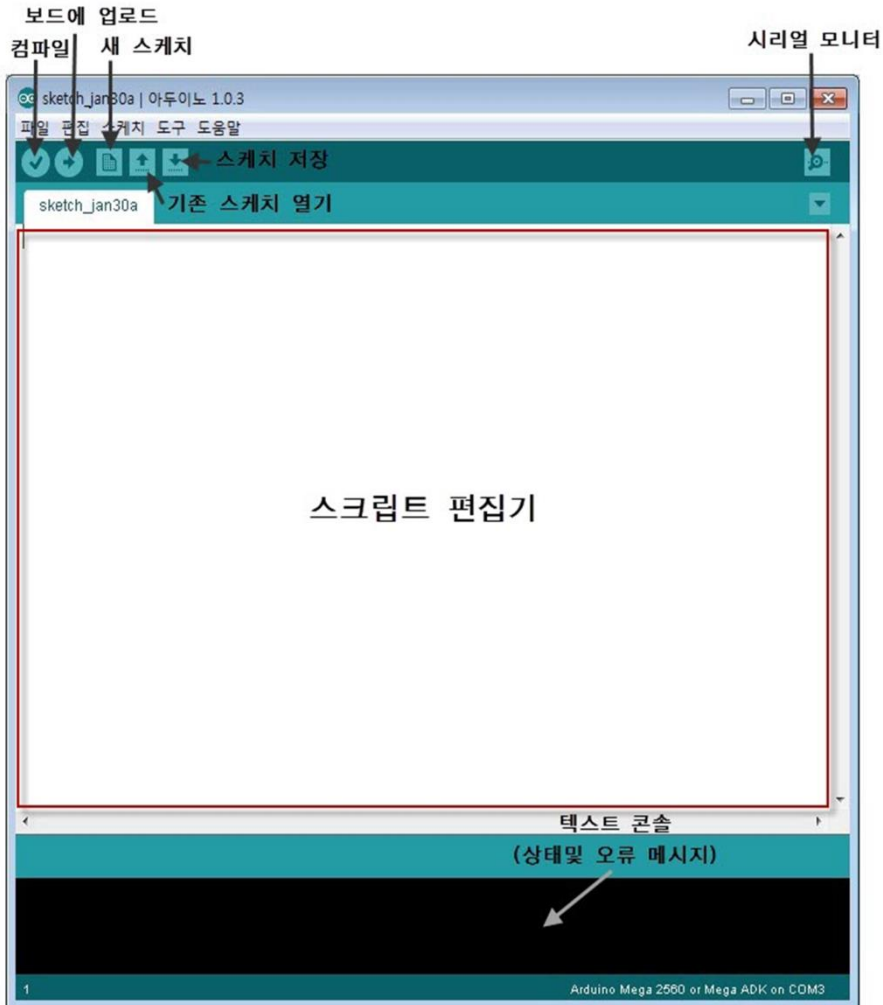 보드에 업로드
컴파일 새 스케치
시리얼 모니터
sketch_jan30a | 아두이노 1.0.3
파일 편집 스케치 도구 도움말
스케치 저장
sketch_jan30a
기존 스케치 열기
스크립트 편집기
텍스트 콘솔
(상태및 오류 메시지)
1
Arduino Mega 2560 or Mega ADK on COM3